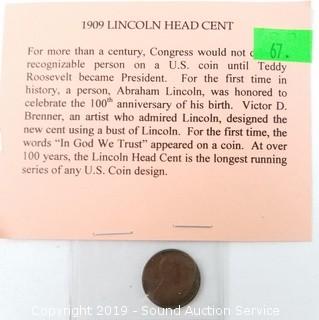 1909 LINCOLN HEAD CENT
For more than a century, Congress would not
recognizable person on a U.S. coin until Teddy
Roosevelt became President. For the first time in
history, a person, Abraham Lincoln, was honored to
celebrate the 100th anniversary of his birth. Victor D.
Brenner, an artist who admired Lincoln, designed the
new cent using a bust of Lincoln. For the first time, the
words “In God We Trust” appeared on a coin. At over
100 years, the Lincoln Head Cent is the longest running
series of any U.S. Coin design.
67.
Copyright 2019 - Sound Auction Service